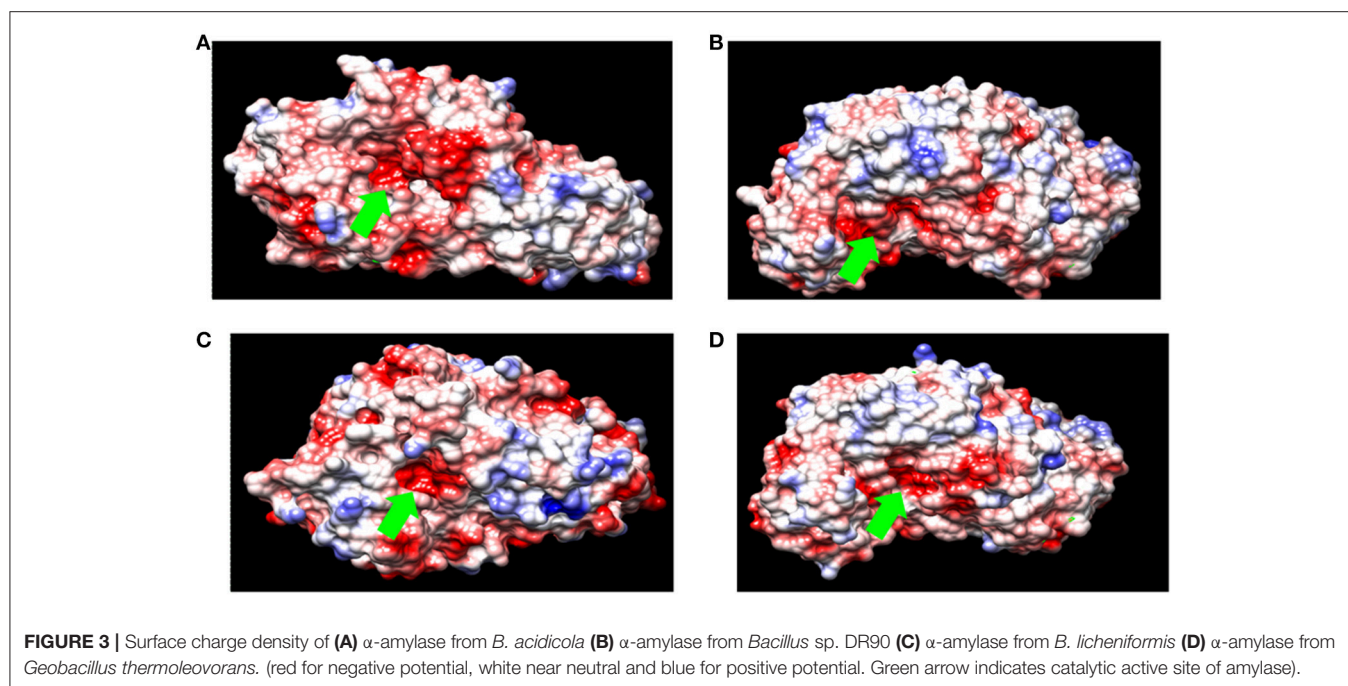 A
B
C
D
FIGURE 3 | Surface charge density of (A) α-amylase from B. acidicola (B) α-amylase from Bacillus sp. DR90 (C) α-amylase from B. licheniformis (D) α-amylase from
Geobacillus thermoleovorans. (red for negative potential, white near neutral and blue for positive potential. Green arrow indicates catalytic active site of amylase).